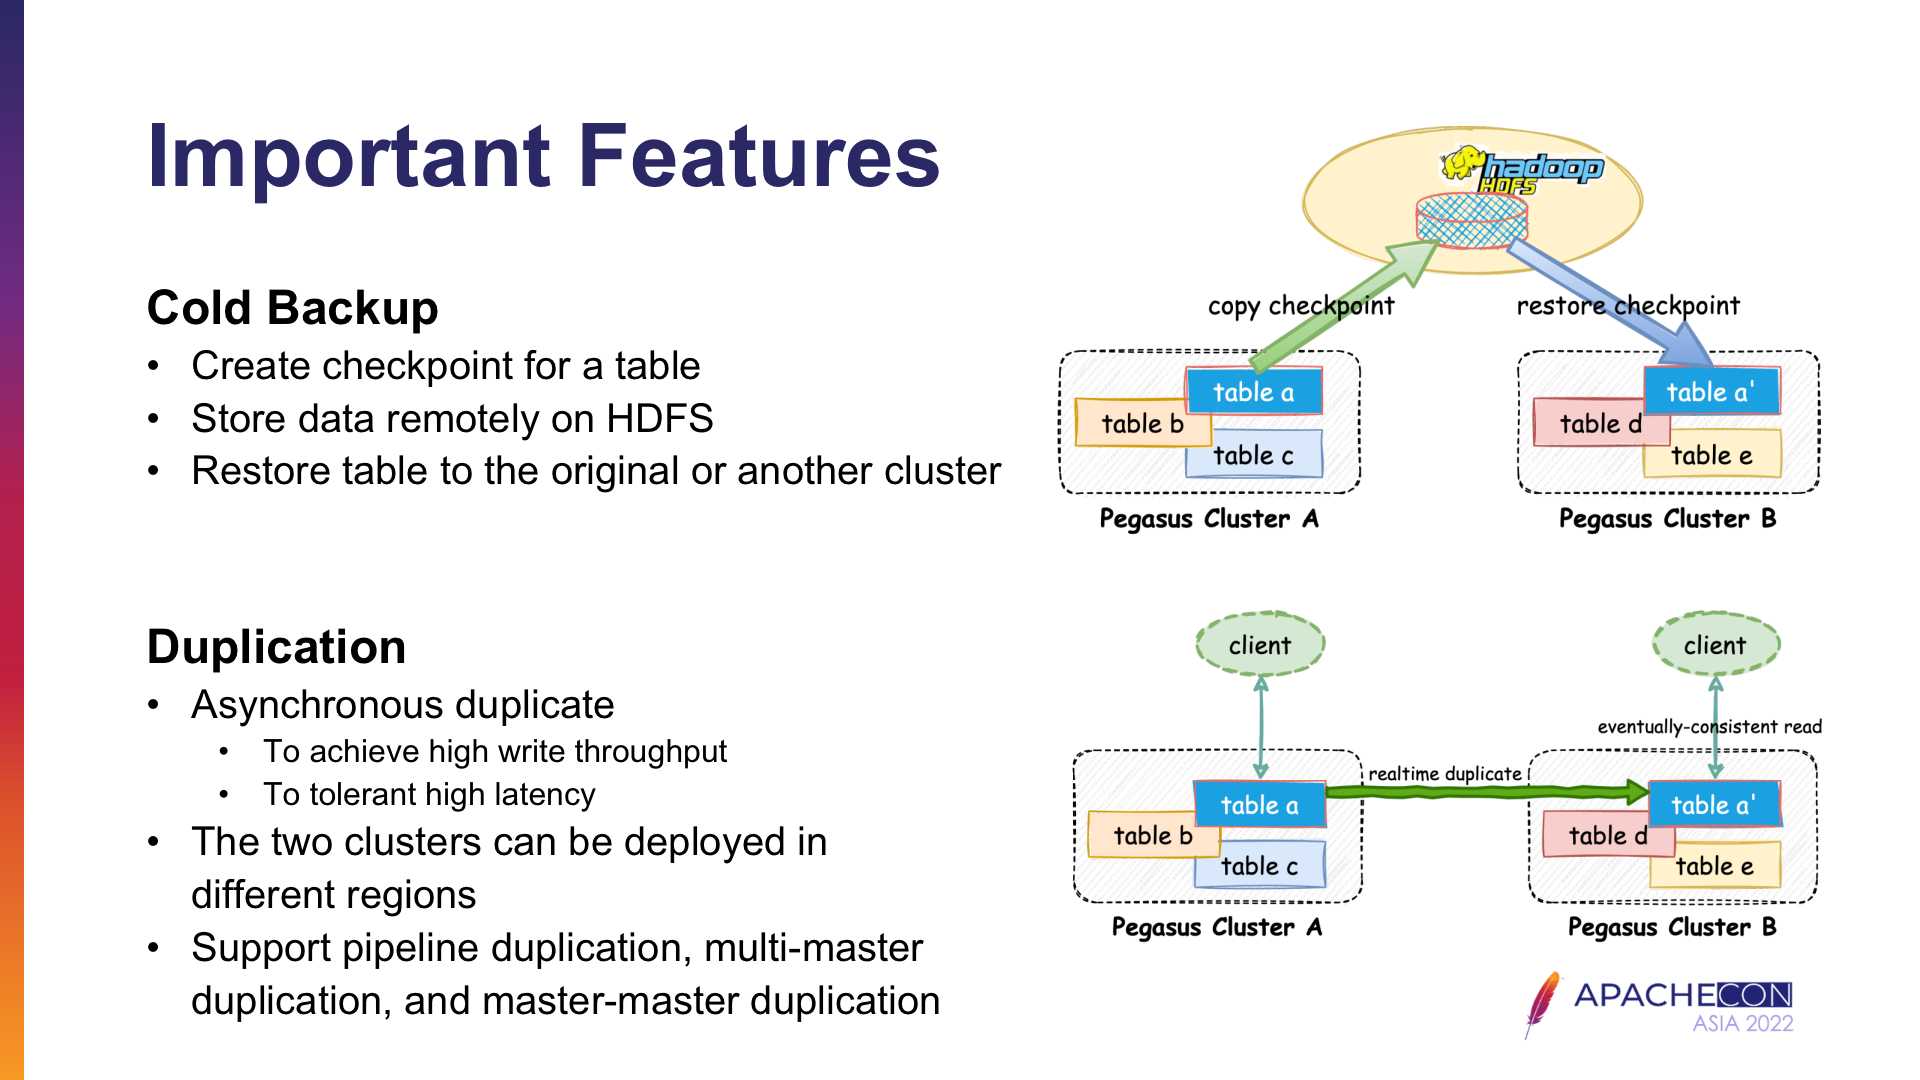 Important Features
Cold Backup
• Create checkpoint for a table
• Store data remotely on HDFS
• Restore table to the original or another cluster
hadoop
HDFS
copy checkpoint
restore checkpoint
table a
table b
table c
Pegasus Cluster A
table a'
table d
table e
Pegasus Cluster B
Duplication
• Asynchronous duplicate
• To achieve high write throughput
• To tolerant high latency
• The two clusters can be deployed in
different regions
• Support pipeline duplication, multi-master
duplication, and master-master duplication
client
client
eventually-consistent read
realtime duplicate
table a
table b
table c
Pegasus Cluster A
table a'
table d
table e
Pegasus Cluster B
APACHECON
ASIA 2022